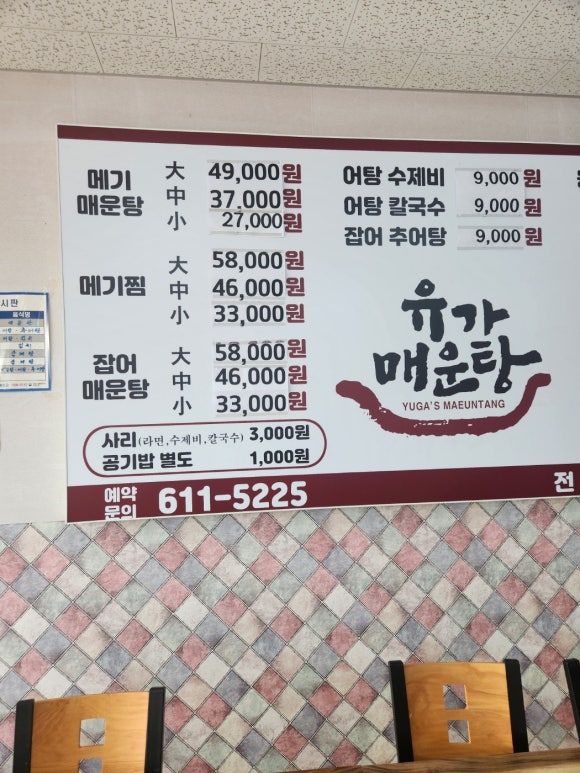 메기 매운탕
大 49,000원
中 37,000원
小 27,000원
메기찜
大 58,000원
中 46,000원
小 33,000원
잡어 매운탕
大 58,000원
中 46,000원
小 33,000원
사리(라면,수제비,칼국수) 3,000원
공기밥 별도 1,000원
예약 문의 611-5225
어탕 수제비 9,000원
어탕 칼국수 9,000원
잡어 추어탕 9,000원
유가
매운탕
YUGA'S MAEUNTANG
전
시판
음식명